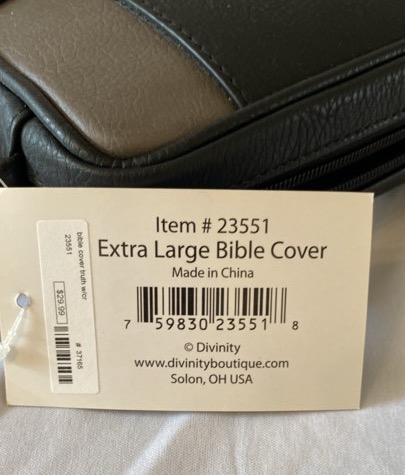 Item # 23551
Extra Large Bible Cover
Made in China
7 59830 23551 8
© Divinity
www.divinityboutique.com
Solon, OH USA
bible cover truth w/cr
23551
$29.99
# 37165